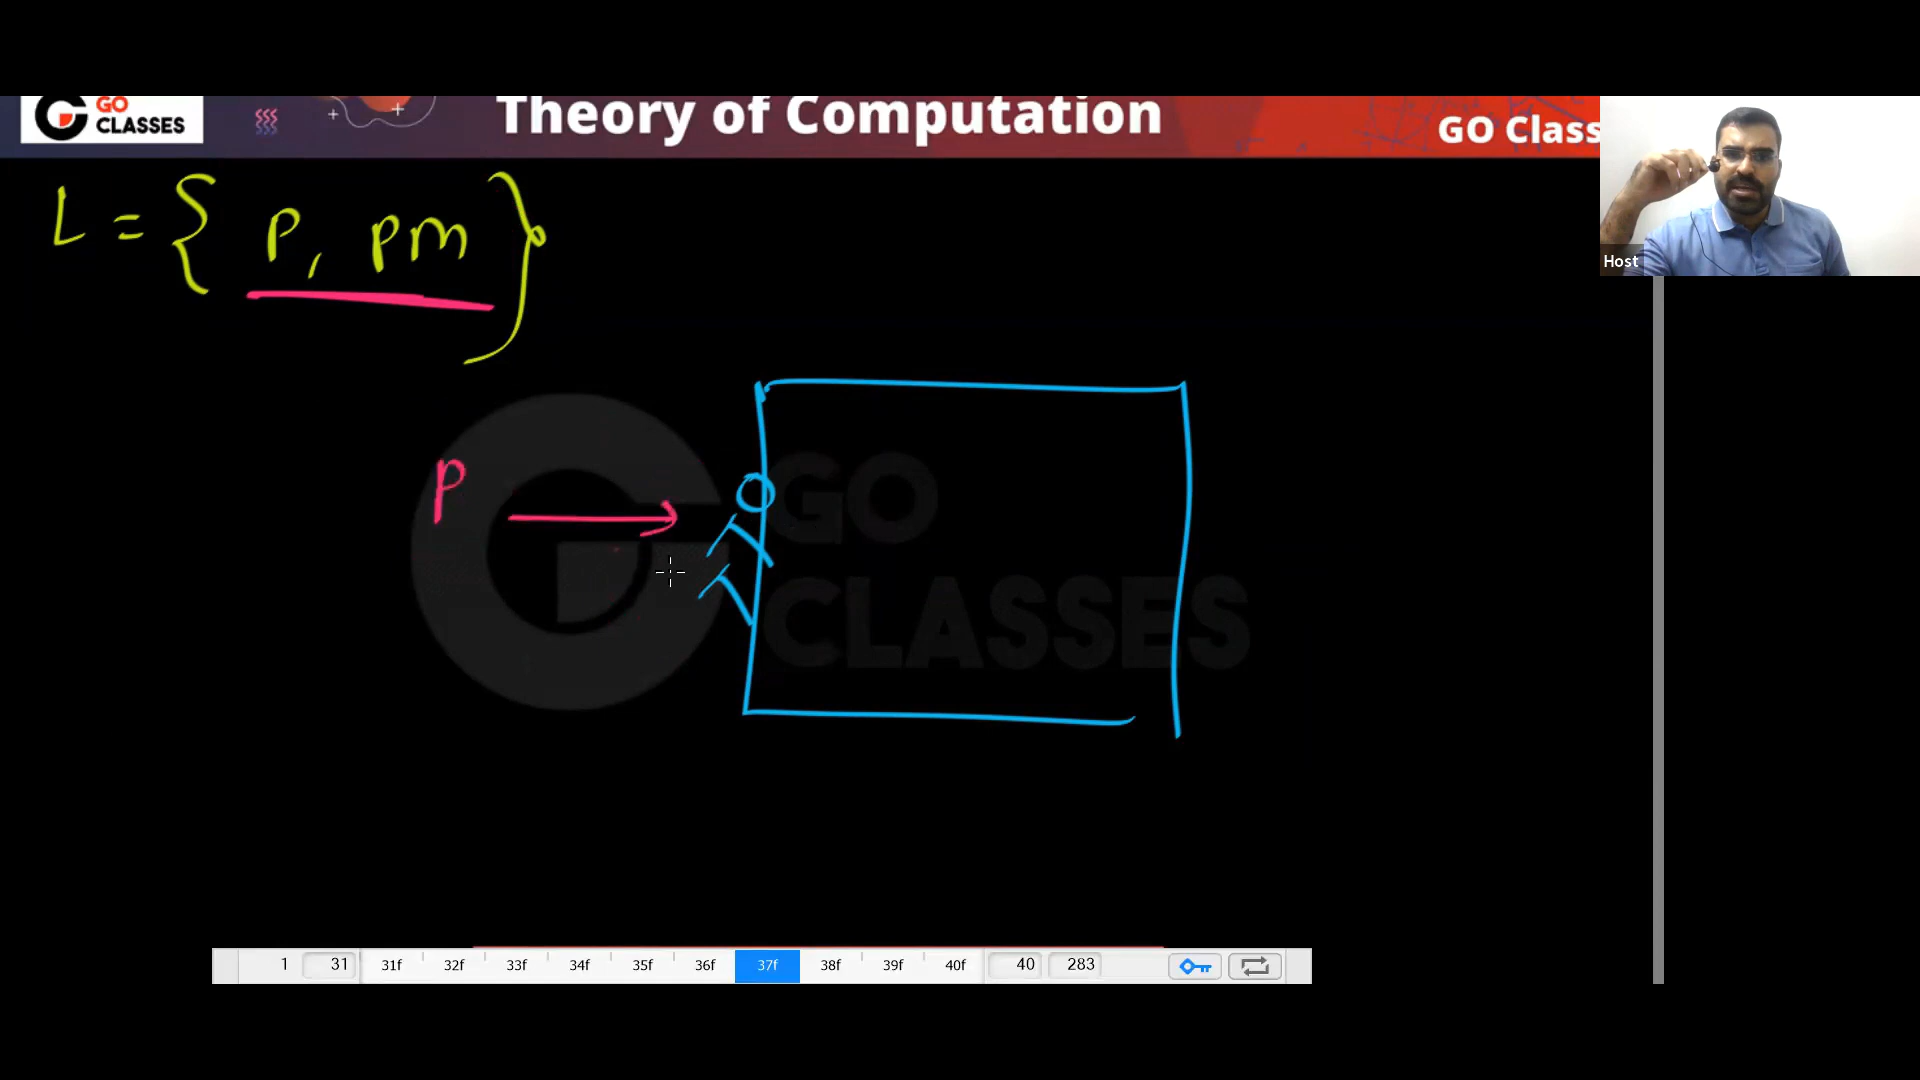 GO
CLASSES
Theory of Computation
GO Class
Host
L = { P, pm }
P
GO
CLASSES
1 31 31f 32f 33f 34f 35f 36f 37f 38f 39f 40f 40 283